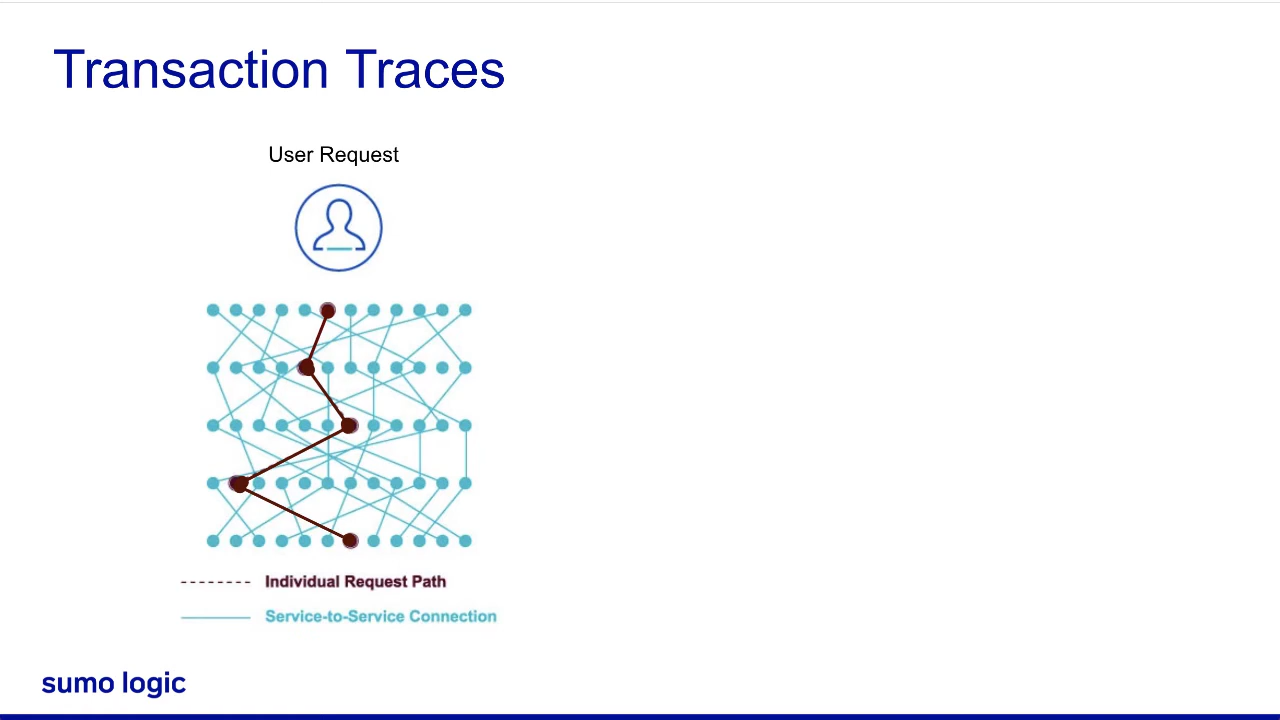 Transaction Traces
User Request
Individual Request Path
Service-to-Service Connection
sumo logic